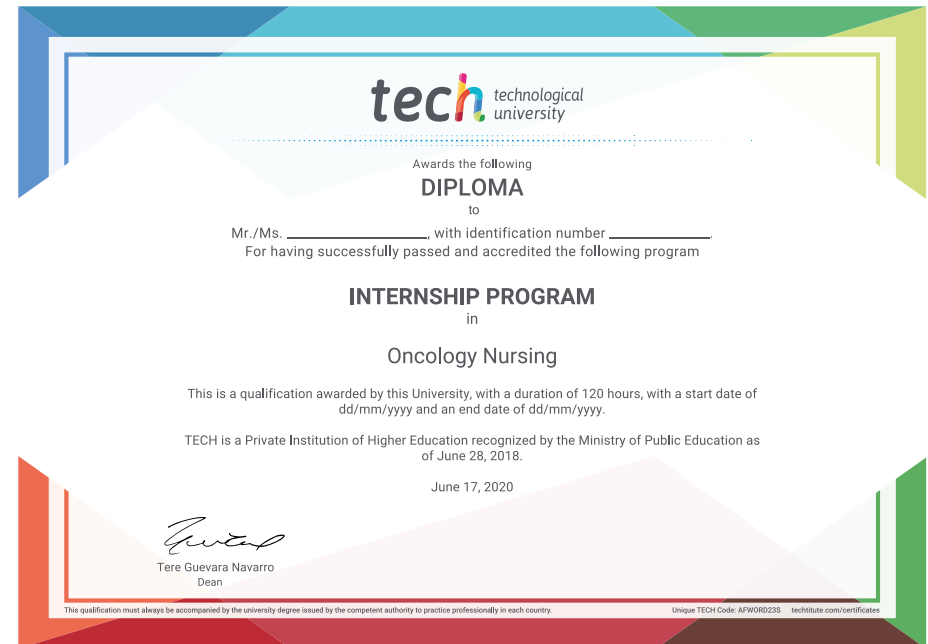 tech technological
university
Awards the following
DIPLOMA
to
Mr./Ms. ____________________, with identification number ______________.
For having successfully passed and accredited the following program
INTERNSHIP PROGRAM
in
Oncology Nursing
This is a qualification awarded by this University, with a duration of 120 hours, with a start date of
dd/mm/yyyy and an end date of dd/mm/yyyy.
TECH is a Private Institution of Higher Education recognized by the Ministry of Public Education as
of June 28, 2018.
June 17, 2020
Tere Guevara Navarro
Dean
This qualification must always be accompanied by the university degree issued by the competent authority to practice professionally in each country.
Unique TECH Code: AFWORD23S techtitute.com/certificates